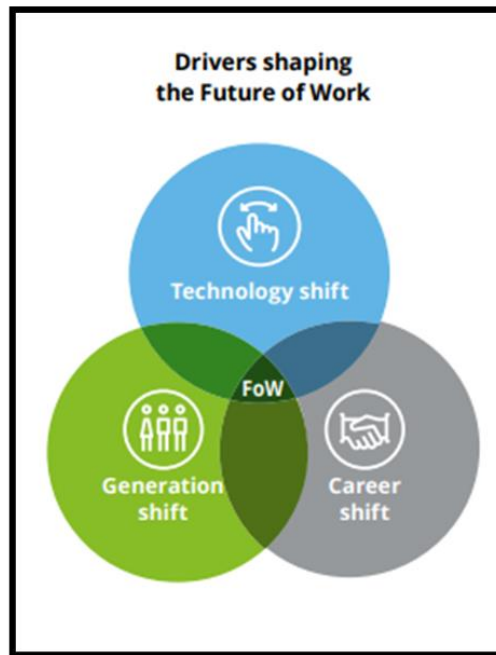 Drivers shaping
the Future of Work
Technology shift
FoW
Generation
shift
Career
shift